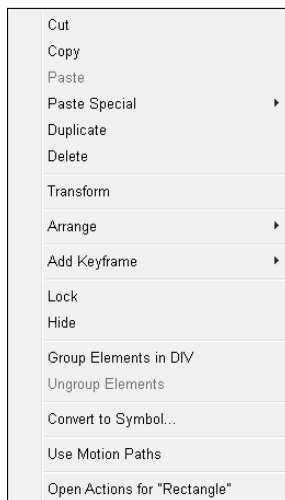 Cut
Copy
Paste
Paste Special
Duplicate
Delete
Transform
Arrange
Add Keyframe
Lock
Hide
Group Elements in DIV
Ungroup Elements
Convert to Symbol...
Use Motion Paths
Open Actions for "Rectangle"